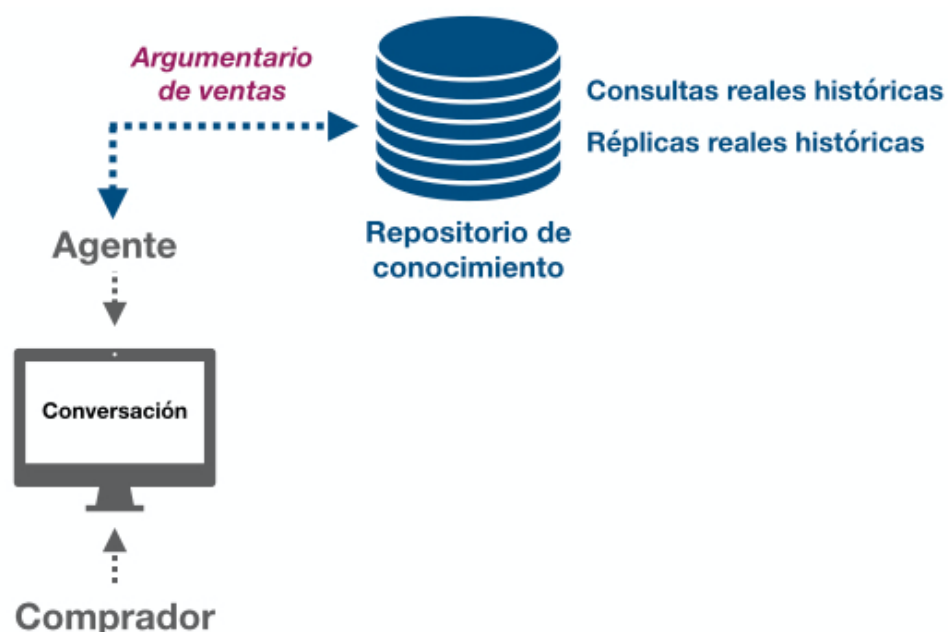 Argumentario
de ventas
Consultas reales históricas
Réplicas reales históricas
Repositorio de
conocimiento
Agente
Conversación
Comprador